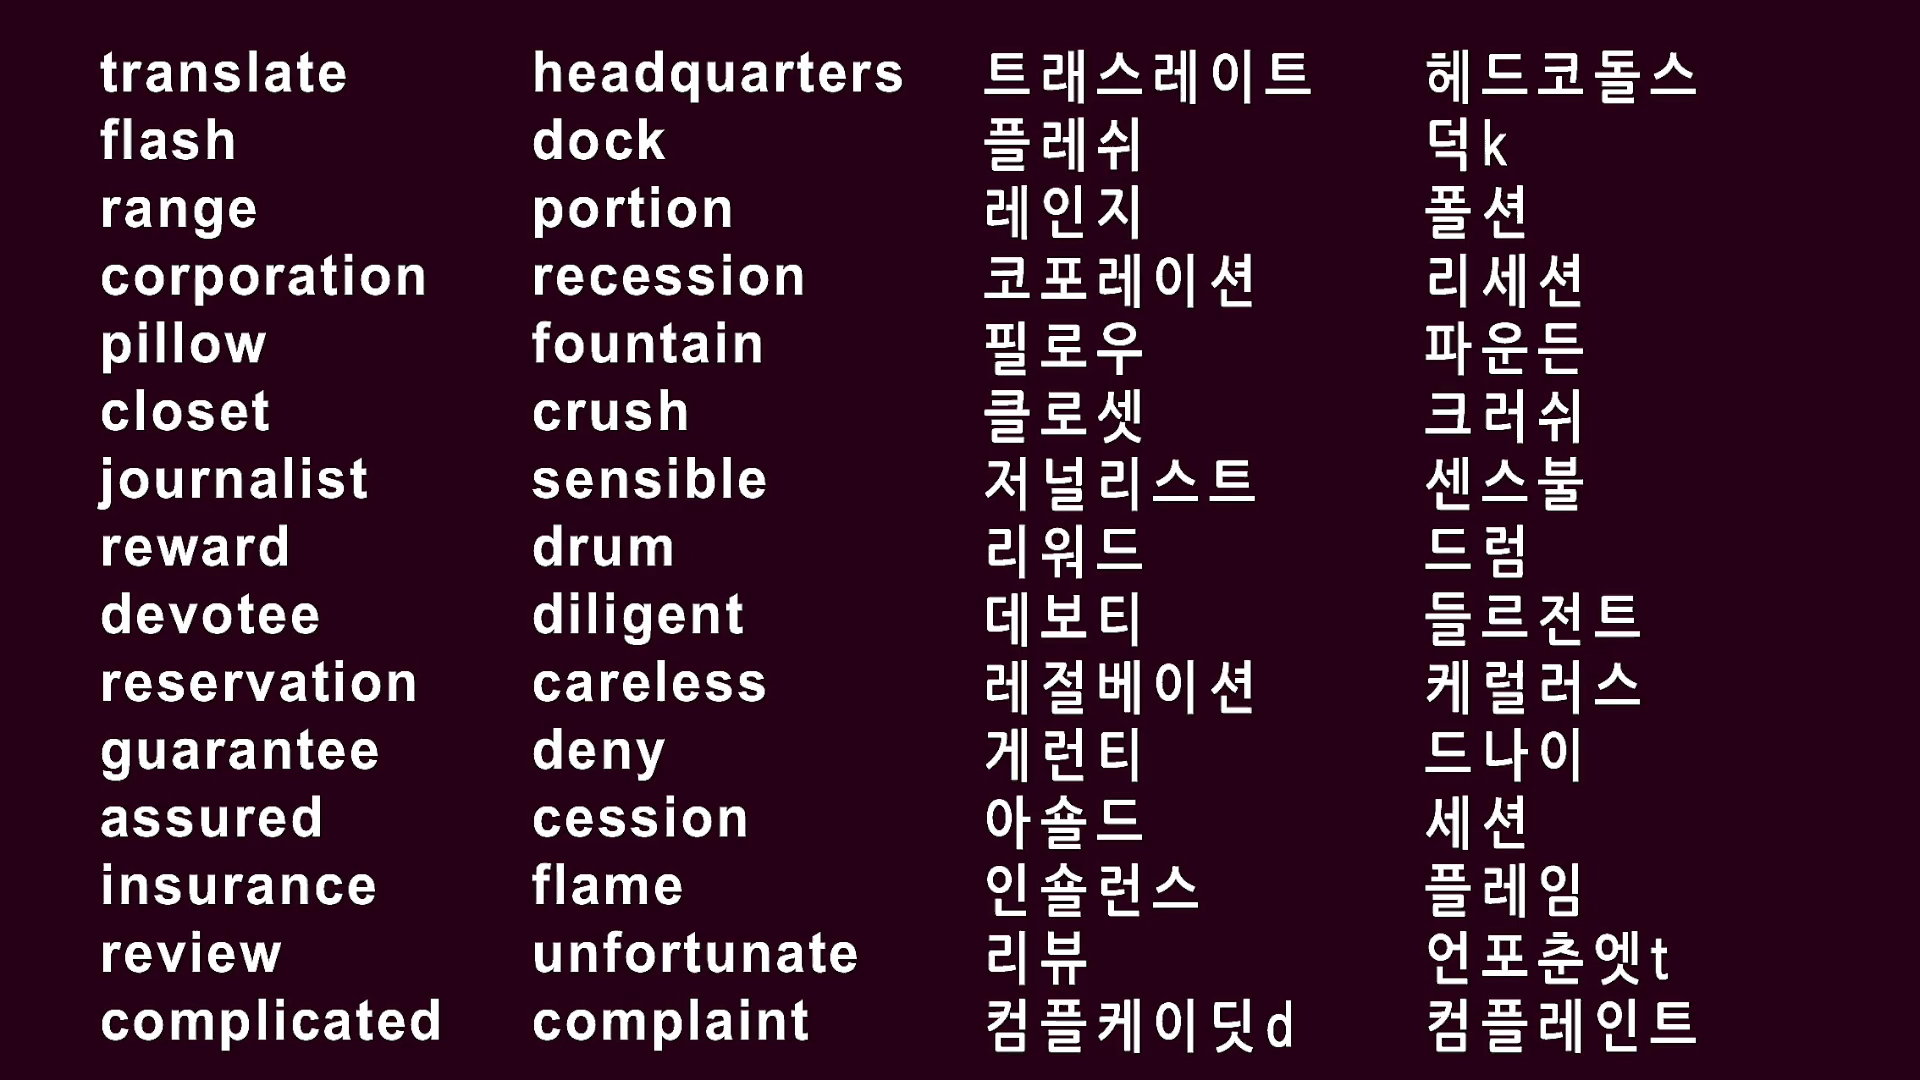 translate headquarters 트래스레이트 헤드코돌스
flash dock 플레쉬 덕k
range portion 레인지 폴션
corporation recession 코포레이션 리세션
pillow fountain 필로우 파운든
closet crush 클로셋 크러쉬
journalist sensible 저널리스트 센스불
reward drum 리워드 드럼
devotee diligent 데보티 들르전트
reservation careless 레절베이션 케럴러스
guarantee deny 게런티 드나이
assured cession 아숄드 세션
insurance flame 인숄런스 플레임
review unfortunate 리뷰 언포춘엣t
complicated complaint 컴플케이딧d 컴플레인트